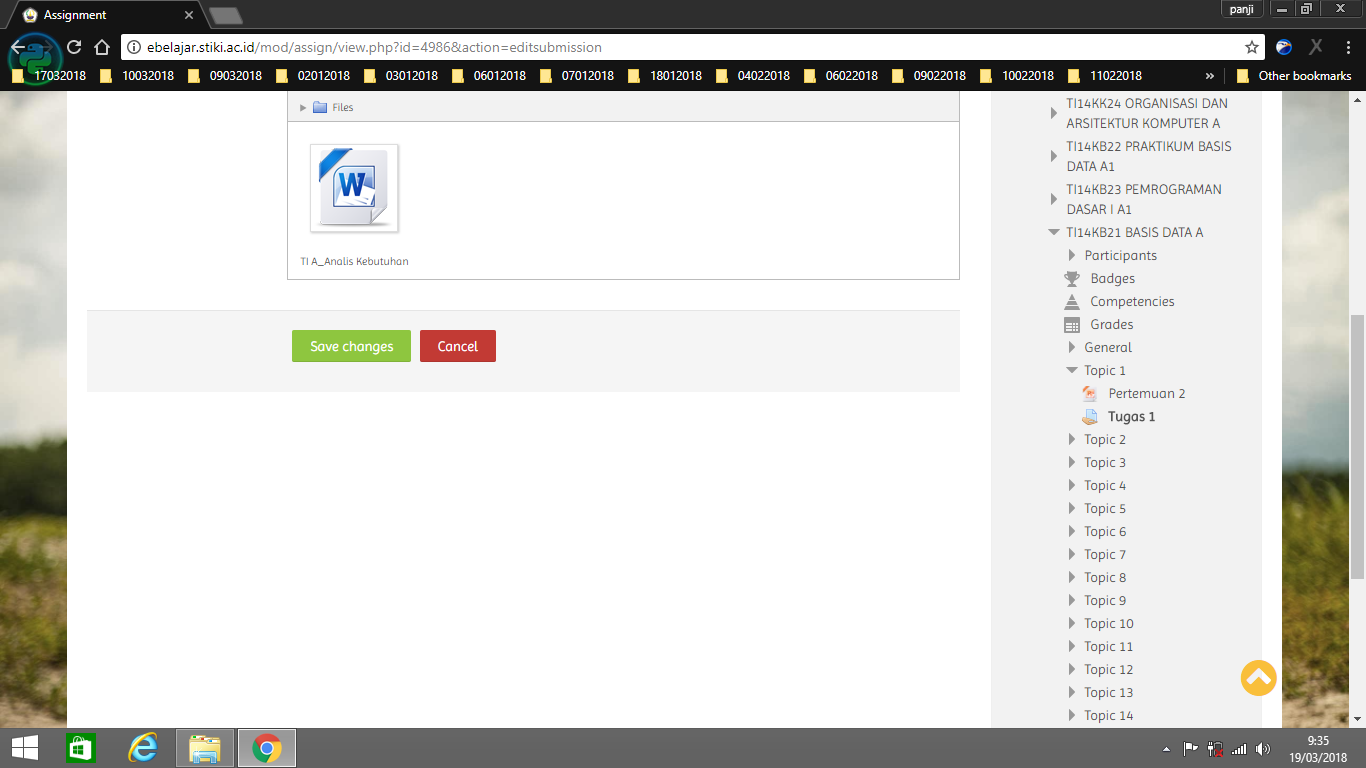 Assignment
panji
ebelajar.stiki.ac.id/mod/assign/view.php?id=4986&action=editsubmission
17032018 10032018 09032018 02012018 03012018 06012018 07012018 18012018 04022018 06022018 09022018 10022018 11022018 » Other bookmarks
Files
W
TI A_Analis Kebutuhan
Save changes Cancel
TI14KK24 ORGANISASI DAN
ARSITEKTUR KOMPUTER A
TI14KB22 PRAKTIKUM BASIS
DATA A1
TI14KB23 PEMROGRAMAN
DASAR I A1
TI14KB21 BASIS DATA A
Participants
Badges
Competencies
Grades
General
Topic 1
Pertemuan 2
Tugas 1
Topic 2
Topic 3
Topic 4
Topic 5
Topic 6
Topic 7
Topic 8
Topic 9
Topic 10
Topic 11
Topic 12
Topic 13
Topic 14
9:35
19/03/2018